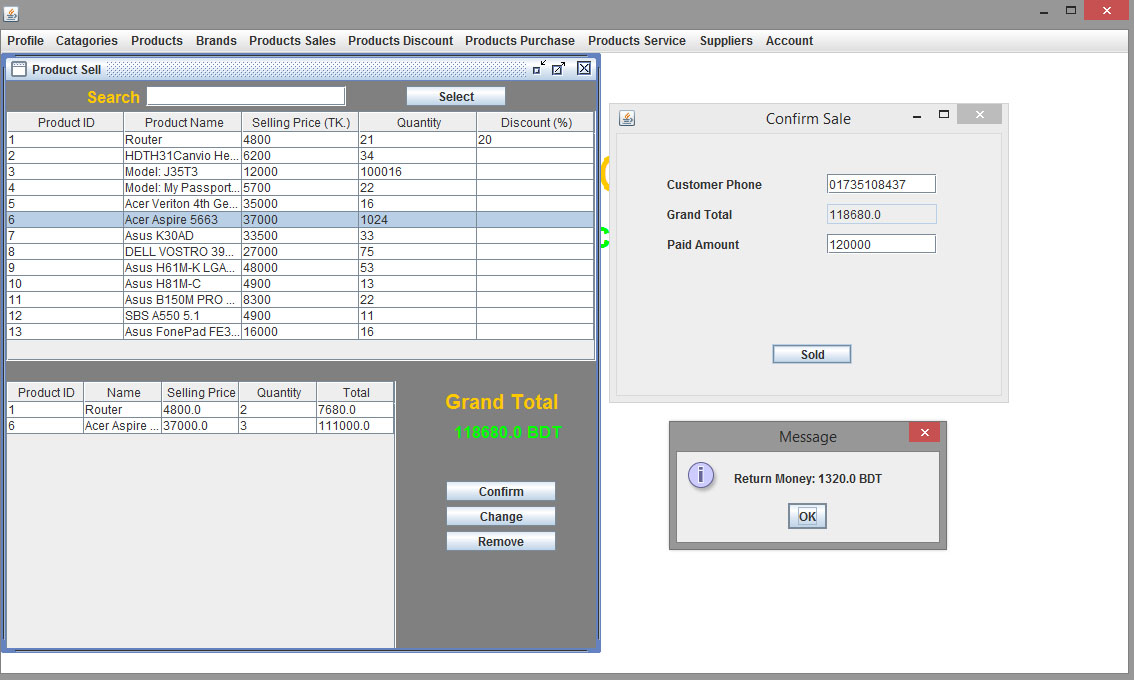 Profile Catagories Products Brands Products Sales Products Discount Products Purchase Products Service Suppliers Account
Product Sell
Search Select
Product ID Product Name Selling Price (TK.) Quantity Discount (%)
1 Router 4800 21 20
2 HDTH31Canvio He... 6200 34
3 Model: J35T3 12000 100016
4 Model: My Passport... 5700 22
5 Acer Veriton 4th Ge... 35000 16
6 Acer Aspire 5663 37000 1024
7 Asus K30AD 33500 33
8 DELL VOSTRO 39... 27000 75
9 Asus H61M-K LGA... 48000 53
10 Asus H81M-C 4900 13
11 Asus B150M PRO ... 8300 22
12 SBS A550 5.1 4900 11
13 Asus FonePad FE3... 16000 16
Product ID Name Selling Price Quantity Total
1 Router 4800.0 2 7680.0
6 Acer Aspire ... 37000.0 3 111000.0
Grand Total
118680.0 BDT
Confirm
Change
Remove
Confirm Sale
Customer Phone 01735108437
Grand Total 118680.0
Paid Amount 120000
Sold
Message
Return Money: 1320.0 BDT
OK